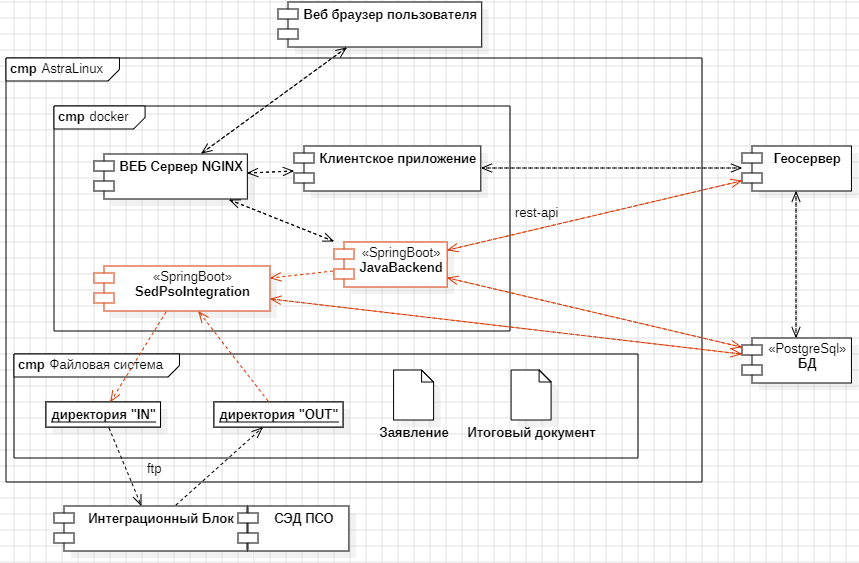 Веб браузер пользователя
cmp AstraLinux
cmp docker
ВЕБ Сервер NGINX
Клиентское приложение
Геосервер
rest-api
«SpringBoot»
JavaBackend
«SpringBoot»
SedPsoIntegration
«PostgreSql»
БД
cmp Файловая система
директория "IN"
директория "OUT"
Заявление
Итоговый документ
ftp
Интеграционный Блок
СЭД ПСО